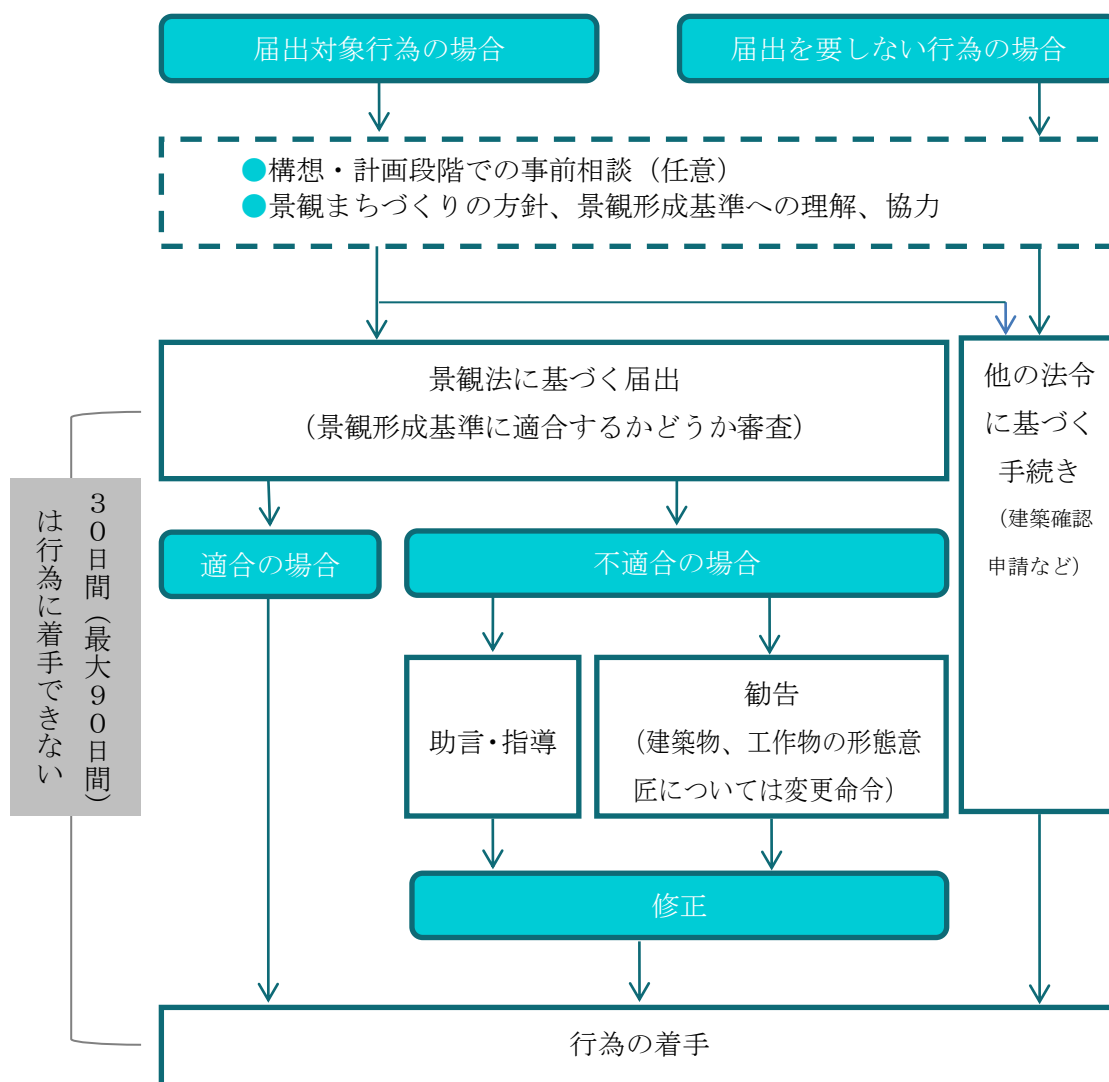 届出対象行為の場合
届出を要しない行為の場合
●構想・計画段階での事前相談（任意）
●景観まちづくりの方針、景観形成基準への理解、協力
景観法に基づく届出
（景観形成基準に適合するかどうか審査）
他の法令
に基づく
手続き
（建築確認
申請など）
３０日間（最大９０日間）
は行為に着手できない
適合の場合
不適合の場合
助言・指導
勧告
（建築物、工作物の形態意
匠については変更命令）
修正
行為の着手